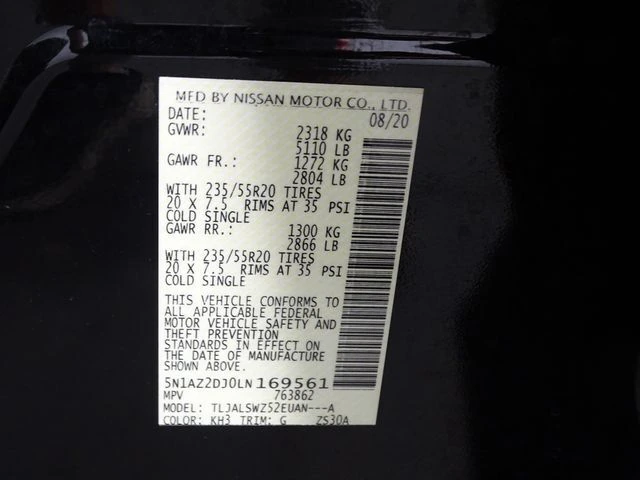 MFD BY NISSAN MOTOR CO., LTD.
DATE: 08/20
GVWR: 2318 KG
5110 LB
GAWR FR.: 1272 KG
2804 LB
WITH 235/55R20 TIRES
20 X 7.5 RIMS AT 35 PSI
COLD SINGLE
GAWR RR.: 1300 KG
2866 LB
WITH 235/55R20 TIRES
20 X 7.5 RIMS AT 35 PSI
COLD SINGLE
THIS VEHICLE CONFORMS TO
ALL APPLICABLE FEDERAL
MOTOR VEHICLE SAFETY AND
THEFT PREVENTION
STANDARDS IN EFFECT ON
THE DATE OF MANUFACTURE
SHOWN ABOVE.
5N1AZ2DJ0LN169561
MPV 763862
MODEL: TLJALSWZ52EUAN---A
COLOR: KH3 TRIM: G ZS30A